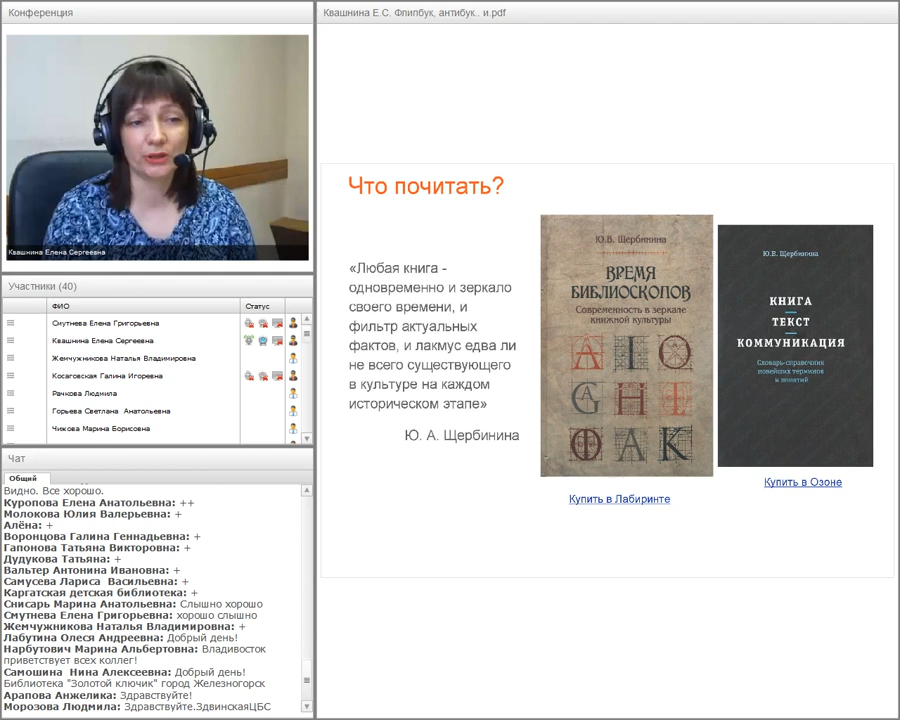 Конференция
Квашнина Елена Сергеевна
Участники (40)
ФИО
Статус
Смутнева Елена Григорьевна
Квашнина Елена Сергеевна
Жемчужникова Наталья Владимировна
Косаговская Галина Игоревна
Рачкова Людмила
Горьева Светлана Анатольевна
Чижова Марина Борисовна
Чат
Общий
Видно. Все хорошо.
Куропова Елена Анатольевна: ++
Молокова Юлия Валерьевна: +
Алёна: +
Воронцова Галина Геннадьевна: +
Гапонова Татьяна Викторовна: +
Дудукова Татьяна: +
Вальтер Антонина Ивановна: +
Самусева Лариса Васильевна: +
Каргатская детская библиотека: +
Снисарь Марина Анатольевна: Слышно хорошо
Смутнева Елена Григорьевна: хорошо слышно
Жемчужникова Наталья Владимировна: +
Лабутина Олеся Андреевна: Добрый день!
Нарбутович Марина Альбертовна: Владивосток
приветствует всех коллег!
Самошина Нина Алексеевна: Добрый день!
Библиотека "Золотой ключик" город Железногорск
Арапова Анжелика: Здравствуйте!
Морозова Людмила: Здравствуйте.ЗдвинскаяЦБС
Квашнина Е.С. Флипбук, антибук.. и.pdf
Что почитать?
«Любая книга -
одновременно и зеркало
своего времени, и
фильтр актуальных
фактов, и лакмус едва ли
не всего существующего
в культуре на каждом
историческом этапе»
Ю. А. Щербинина
Ю.В. Щербинина
ВРЕМЯ
БИБЛИОСКОПОВ
Современность в зеркале
книжной культуры
А I О
G Н I
Ф А К
Купить в Лабиринте
Ю.В. Щербинина
КНИГА
ТЕКСТ
КОММУНИКАЦИЯ
Словарь-справочник
новейших терминов
и понятий
Купить в Озоне